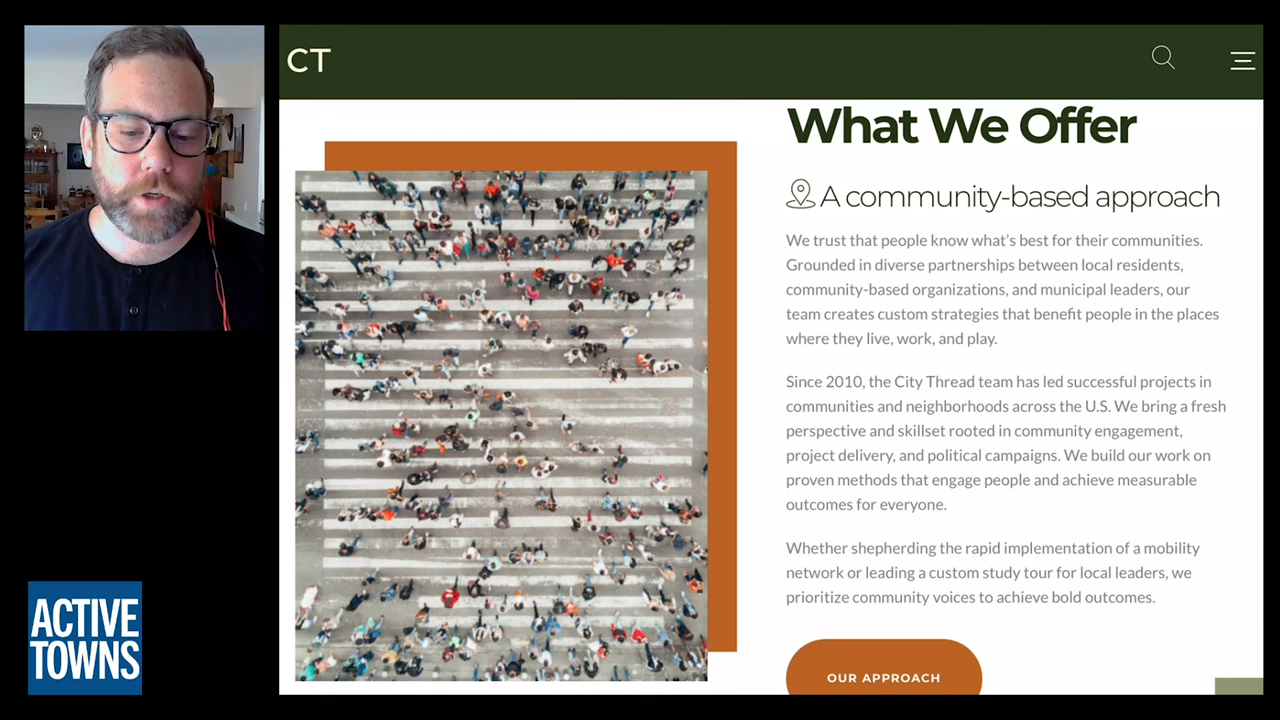 CT
What We Offer
A community-based approach
We trust that people know what’s best for their communities.
Grounded in diverse partnerships between local residents,
community-based organizations, and municipal leaders, our
team creates custom strategies that benefit people in the places
where they live, work, and play.
Since 2010, the City Thread team has led successful projects in
communities and neighborhoods across the U.S. We bring a fresh
perspective and skillset rooted in community engagement,
project delivery, and political campaigns. We build our work on
proven methods that engage people and achieve measurable
outcomes for everyone.
Whether shepherding the rapid implementation of a mobility
network or leading a custom study tour for local leaders, we
prioritize community voices to achieve bold outcomes.
OUR APPROACH
ACTIVE
TOWNS